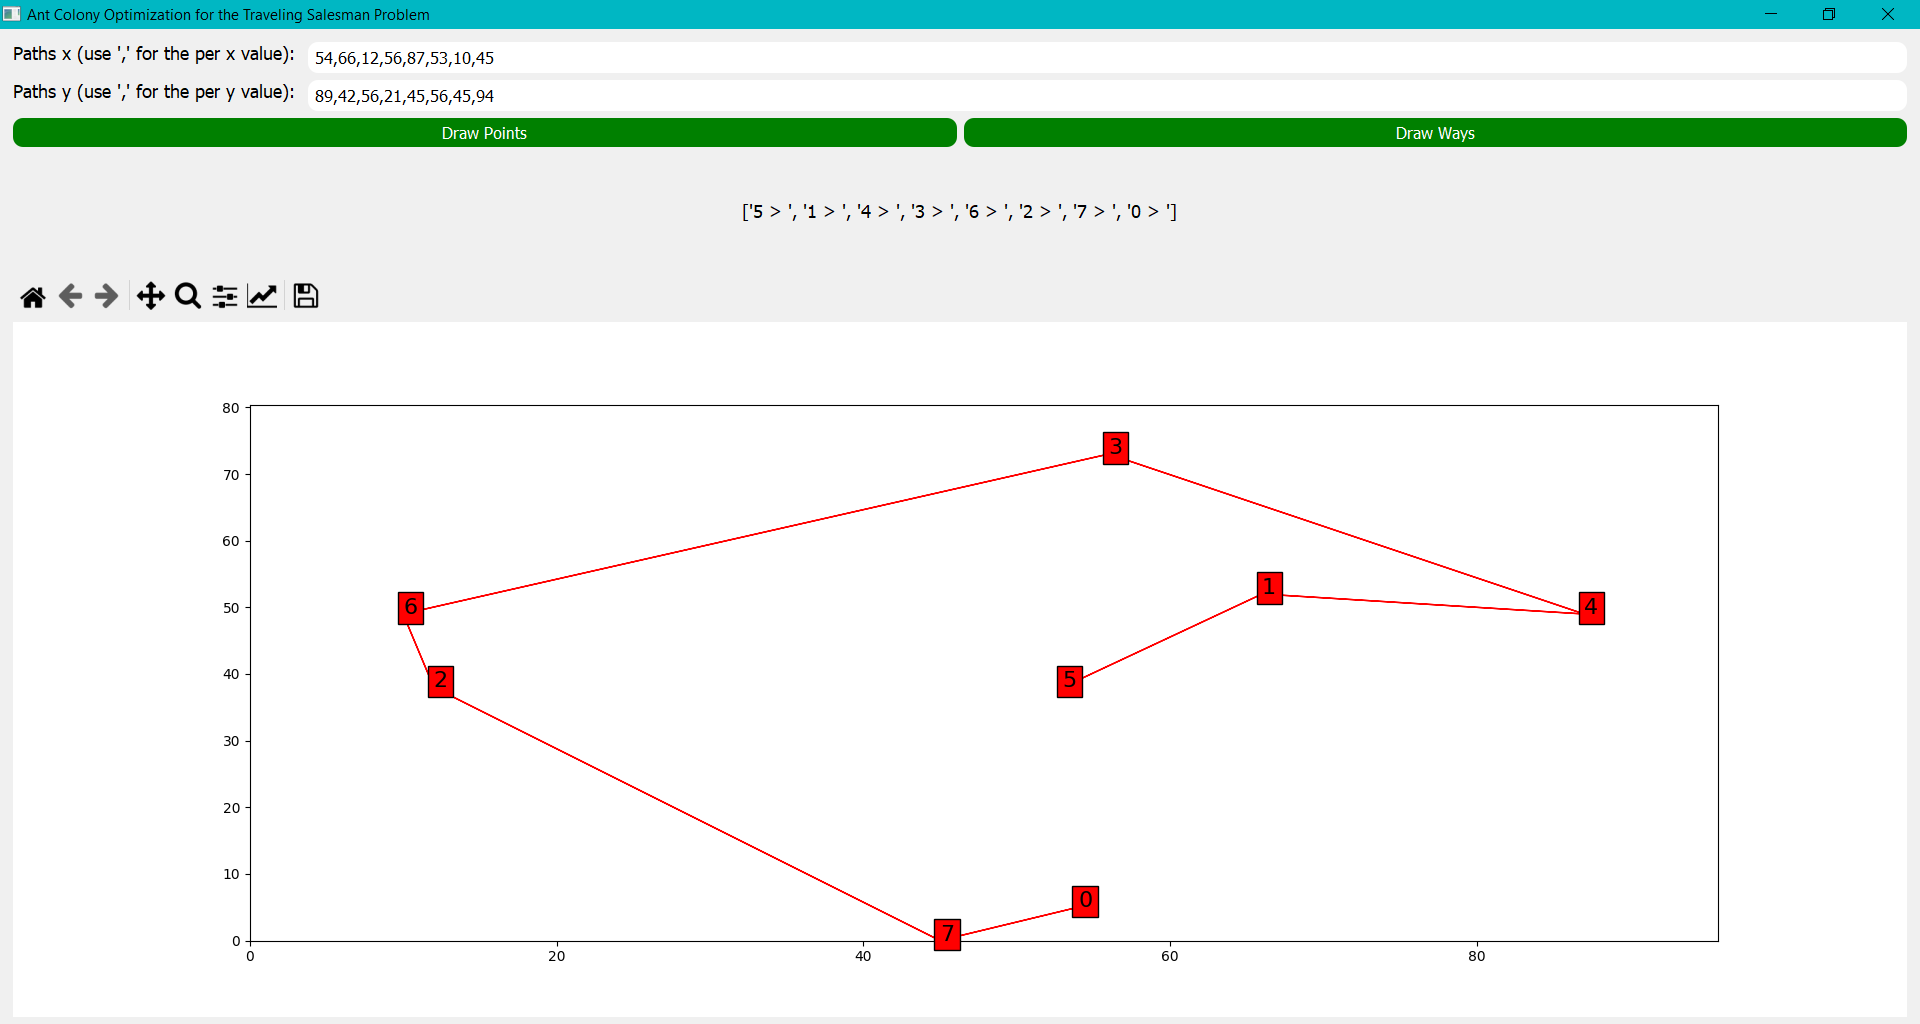 Ant Colony Optimization for the Traveling Salesman Problem
Paths x (use ',' for the per x value): 54,66,12,56,87,53,10,45
Paths y (use ',' for the per y value): 89,42,56,21,45,56,45,94
Draw Points Draw Ways
['5 > ', '1 > ', '4 > ', '3 > ', '6 > ', '2 > ', '7 > ', '0 > ']
80
3
70
60
1
50 6 4
40 2 5
30
20
10
0
7
0
0 20 40 60 80